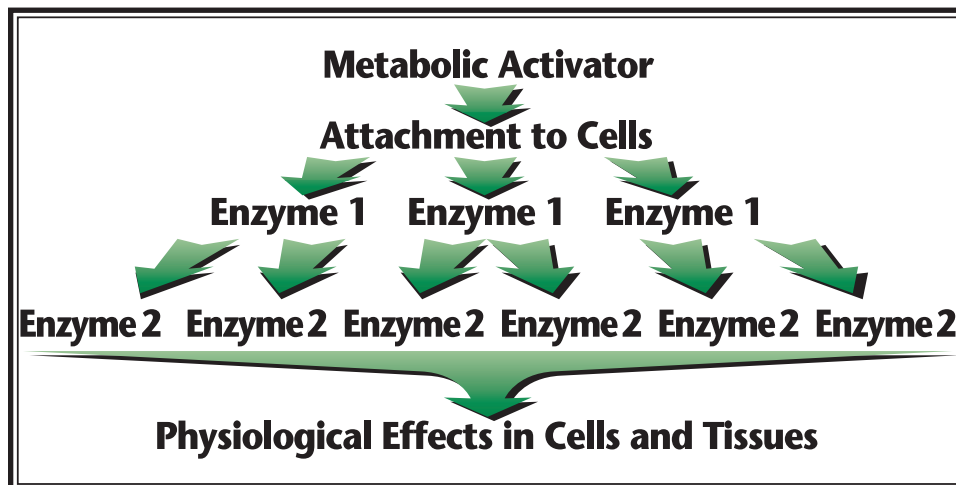 Metabolic Activator
Attachment to Cells
Enzyme 1 Enzyme 1 Enzyme 1
Enzyme 2 Enzyme 2 Enzyme 2 Enzyme 2 Enzyme 2 Enzyme 2
Physiological Effects in Cells and Tissues